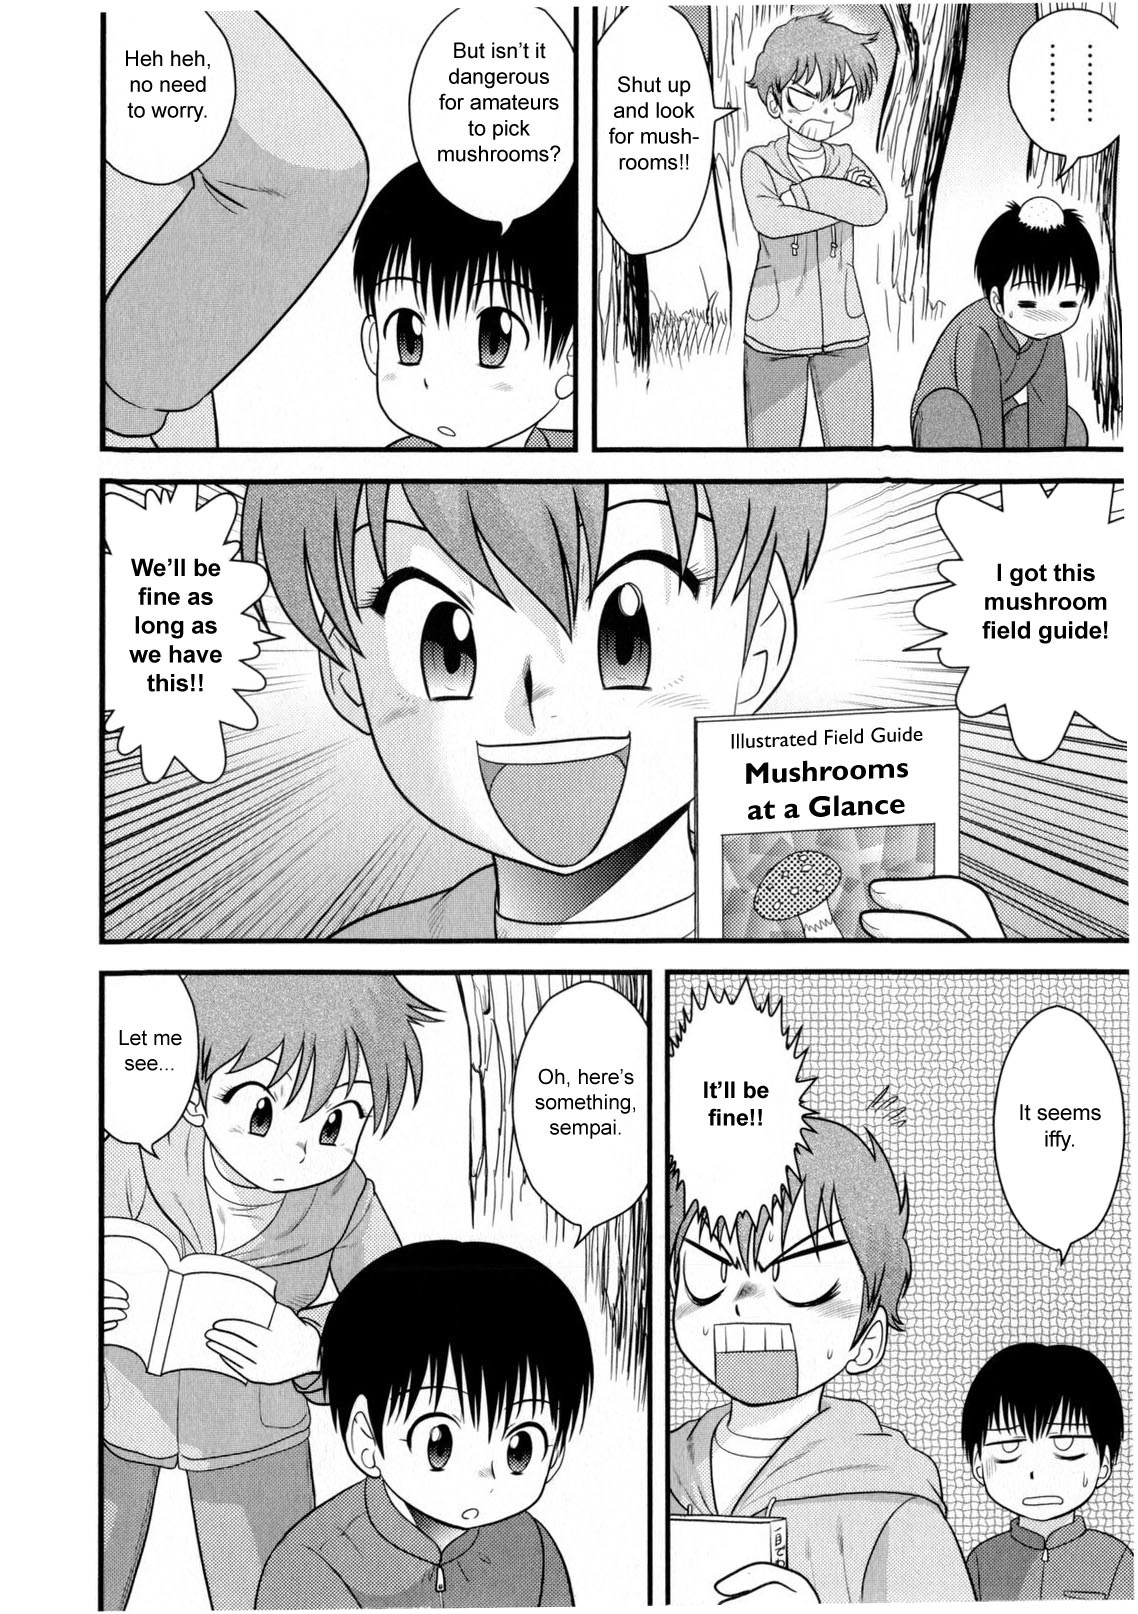 Shut up
and look
for mush-
rooms!!
But isn't it
dangerous
for amateurs
to pick
mushrooms?
Heh heh,
no need
to worry.
I got this
mushroom
field guide!
Illustrated Field Guide
Mushrooms
at a Glance
We'll be
fine as
long as
we have
this!!
It seems
iffy.
It'll be
fine!!
Oh, here's
something,
sempai.
Let me
see...